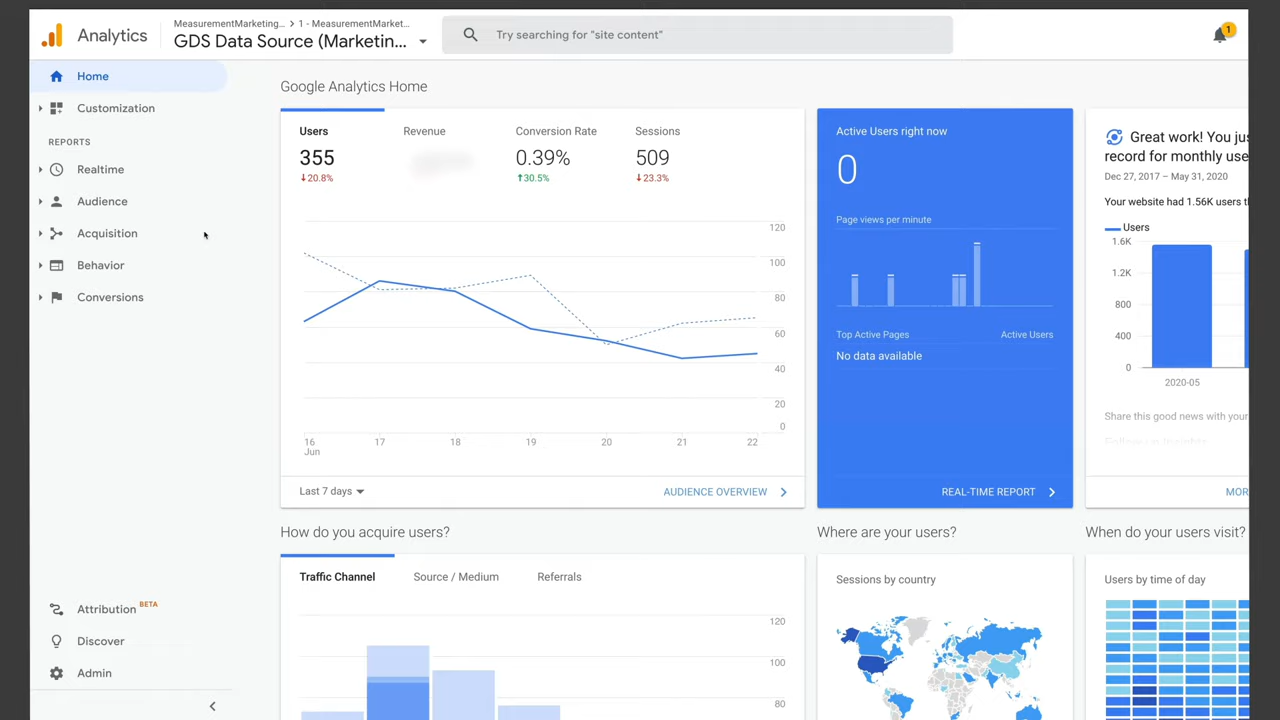 Analytics
MeasurementMarketing... > 1 - MeasurementMarket...
GDS Data Source (Marketin...
Try searching for "site content"
1
Home
Customization
REPORTS
Realtime
Audience
Acquisition
Behavior
Conversions
Attribution BETA
Discover
Admin
Google Analytics Home
Users
355
20.8%
Revenue
Conversion Rate
0.39%
30.5%
Sessions
509
23.3%
120
100
80
60
40
20
0
16
Jun
17
18
19
20
21
22
Last 7 days
AUDIENCE OVERVIEW
Active Users right now
0
Page views per minute
Top Active Pages
Active Users
No data available
REAL-TIME REPORT
Great work! You jus
record for monthly use
Dec 27, 2017 – May 31, 2020
Your website had 1.56K users
Users
1.6K
1.2K
800
400
0
2020-05
Share this good news with your
MOR
How do you acquire users?
Traffic Channel
Source / Medium
Referrals
120
100
80
Where are your users?
Sessions by country
When do your users visit?
Users by time of day